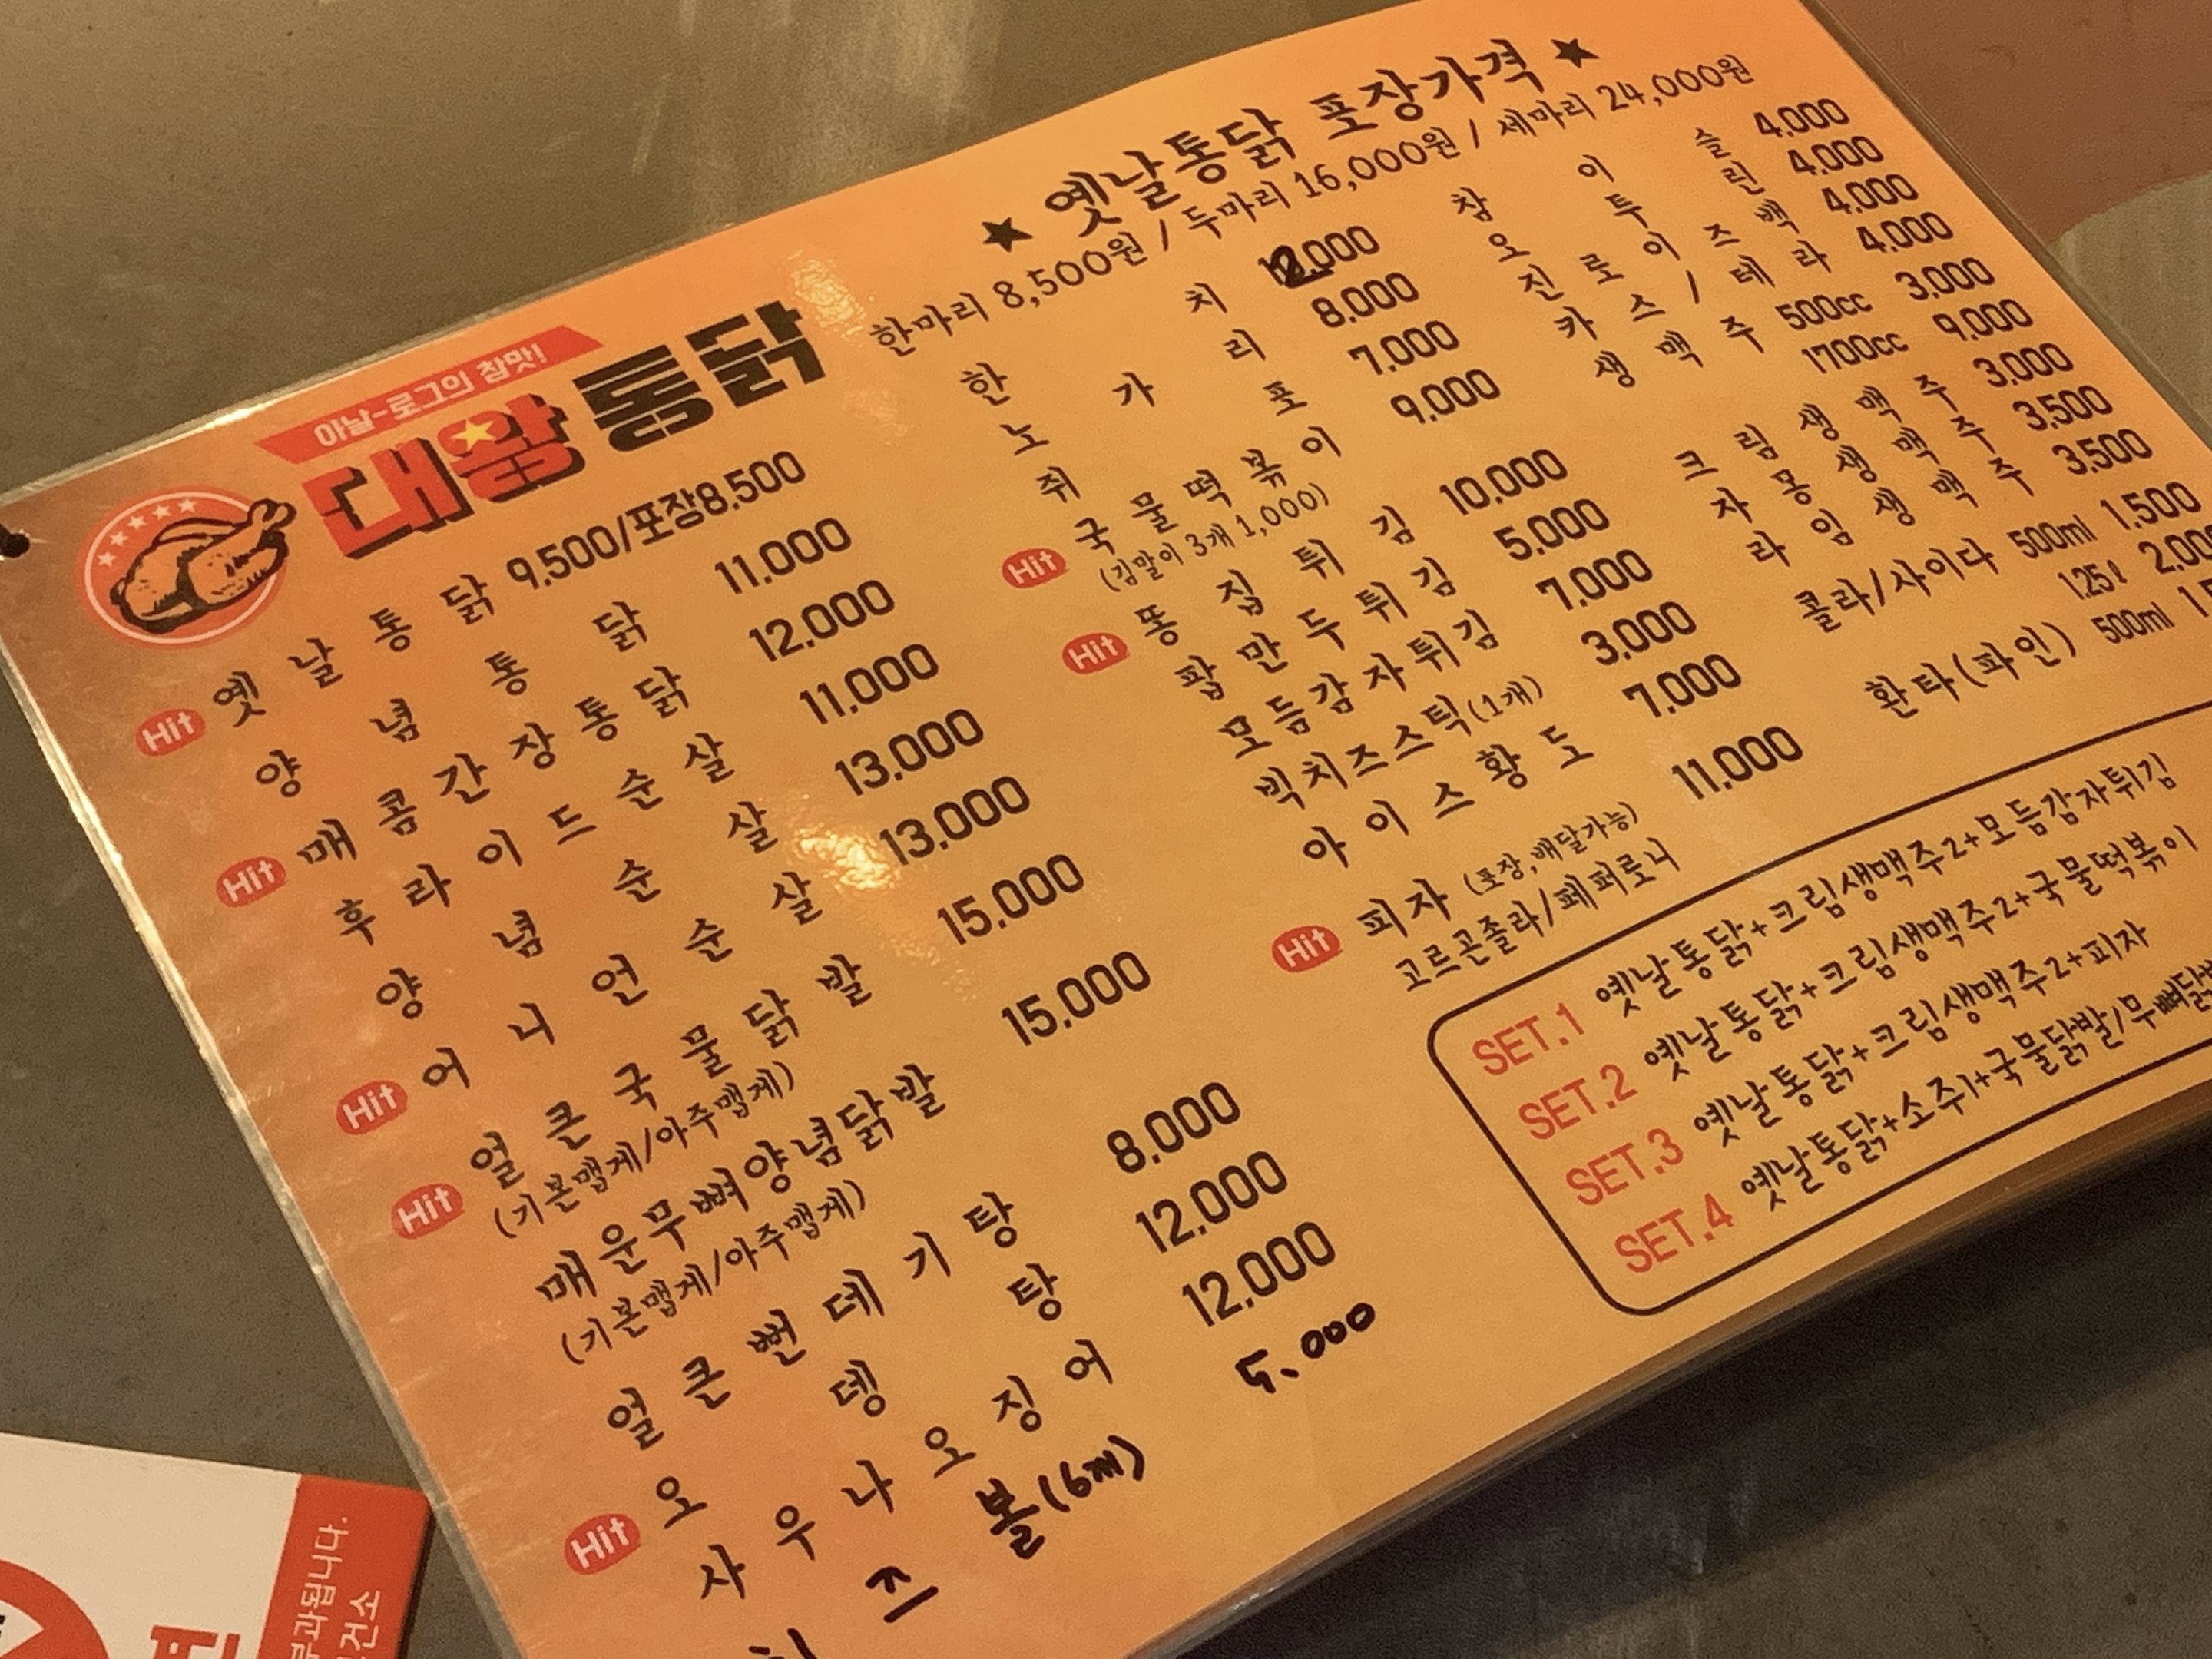 아날-로그의 참맛!
대왕통닭
Hit 옛날통닭 9,500/포장8,500
양념통닭 11,000
Hit 매콤간장통닭 12,000
후라이드순살 11,000
양념순살 13,000
Hit 어니언순살 13,000
Hit 얼큰국물닭발 15,000
(기본맵게/아주맵게)
매운무뼈양념닭발 15,000
(기본맵게/아주맵게)
얼큰뻔데기탕 8,000
Hit 오뎅탕 12,000
사우나오징어 12,000
치즈볼(6개) 5,000
★ 옛날통닭 포장가격 ★
한마리 8,500원 / 두마리 16,000원 / 세마리 24,000원
한치 12,000
노가리 8,000
쥐포 7,000
Hit 국물떡볶이 9,000
(김말이 3개 1,000)
Hit 똥집튀김 10,000
팝만두튀김 5,000
모듬감자튀김 7,000
빅치즈스틱(1개) 3,000
아이스황도 7,000
Hit 피자 (포장,배달가능) 11,000
고르곤졸라/페퍼로니
참이슬 4,000
오투린 4,000
진로이즈백 4,000
카스/테라 4,000
생맥주 500cc 3,000
1700cc 9,000
크림생맥주 3,000
자몽생맥주 3,500
라임생맥주 3,500
콜라/사이다 500ml 1,500
1.25ℓ 2,000
환타(파인) 500ml
SET.1 옛날통닭+크림생맥주2+모듬감자튀김
SET.2 옛날통닭+크림생맥주2+국물떡볶이
SET.3 옛날통닭+크림생맥주2+피자
SET.4 옛날통닭+소주1+국물닭발/무뼈닭발
부과됩니다.
건소